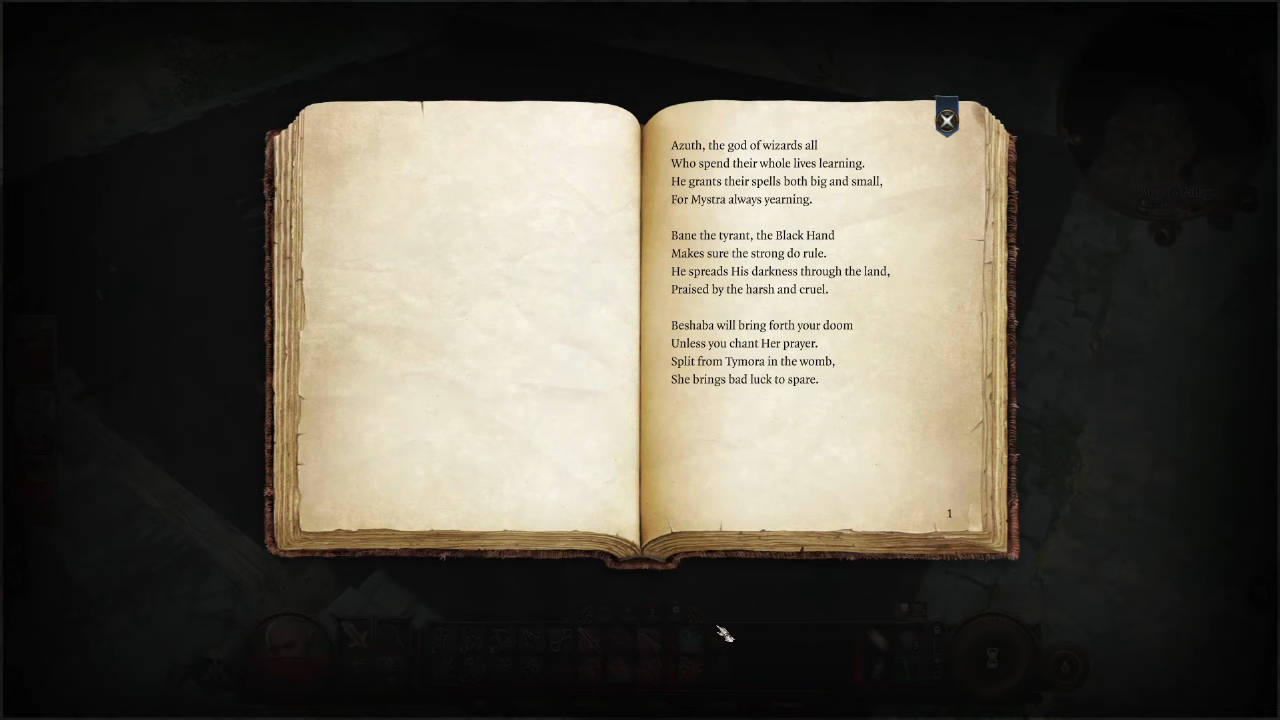 Azuth, the god of wizards all
Who spend their whole lives learning.
He grants their spells both big and small,
For Mystra always yearning.
Bane the tyrant, the Black Hand
Makes sure the strong do rule.
He spreads His darkness through the land,
Praised by the harsh and cruel.
Beshaba will bring forth your doom
Unless you chant Her prayer.
Split from Tymora in the womb,
She brings bad luck to spare.
1